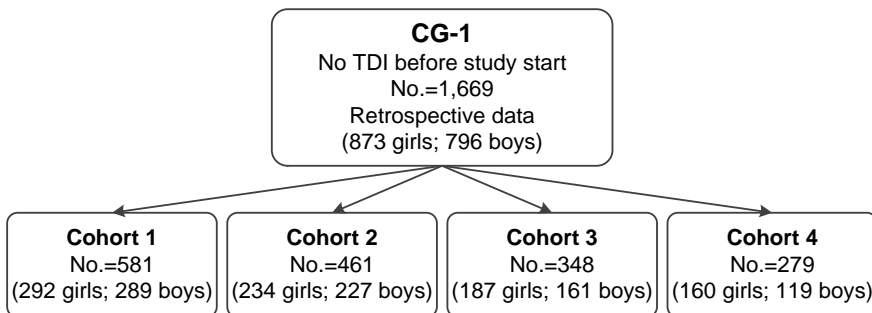 CG-1
No TDI before study start
No.=1,669
Retrospective data
(873 girls; 796 boys)
Cohort 1
No.=581
(292 girls; 289 boys)
Cohort 2
No.=461
(234 girls; 227 boys)
Cohort 3
No.=348
(187 girls; 161 boys)
Cohort 4
No.=279
(160 girls; 119 boys)